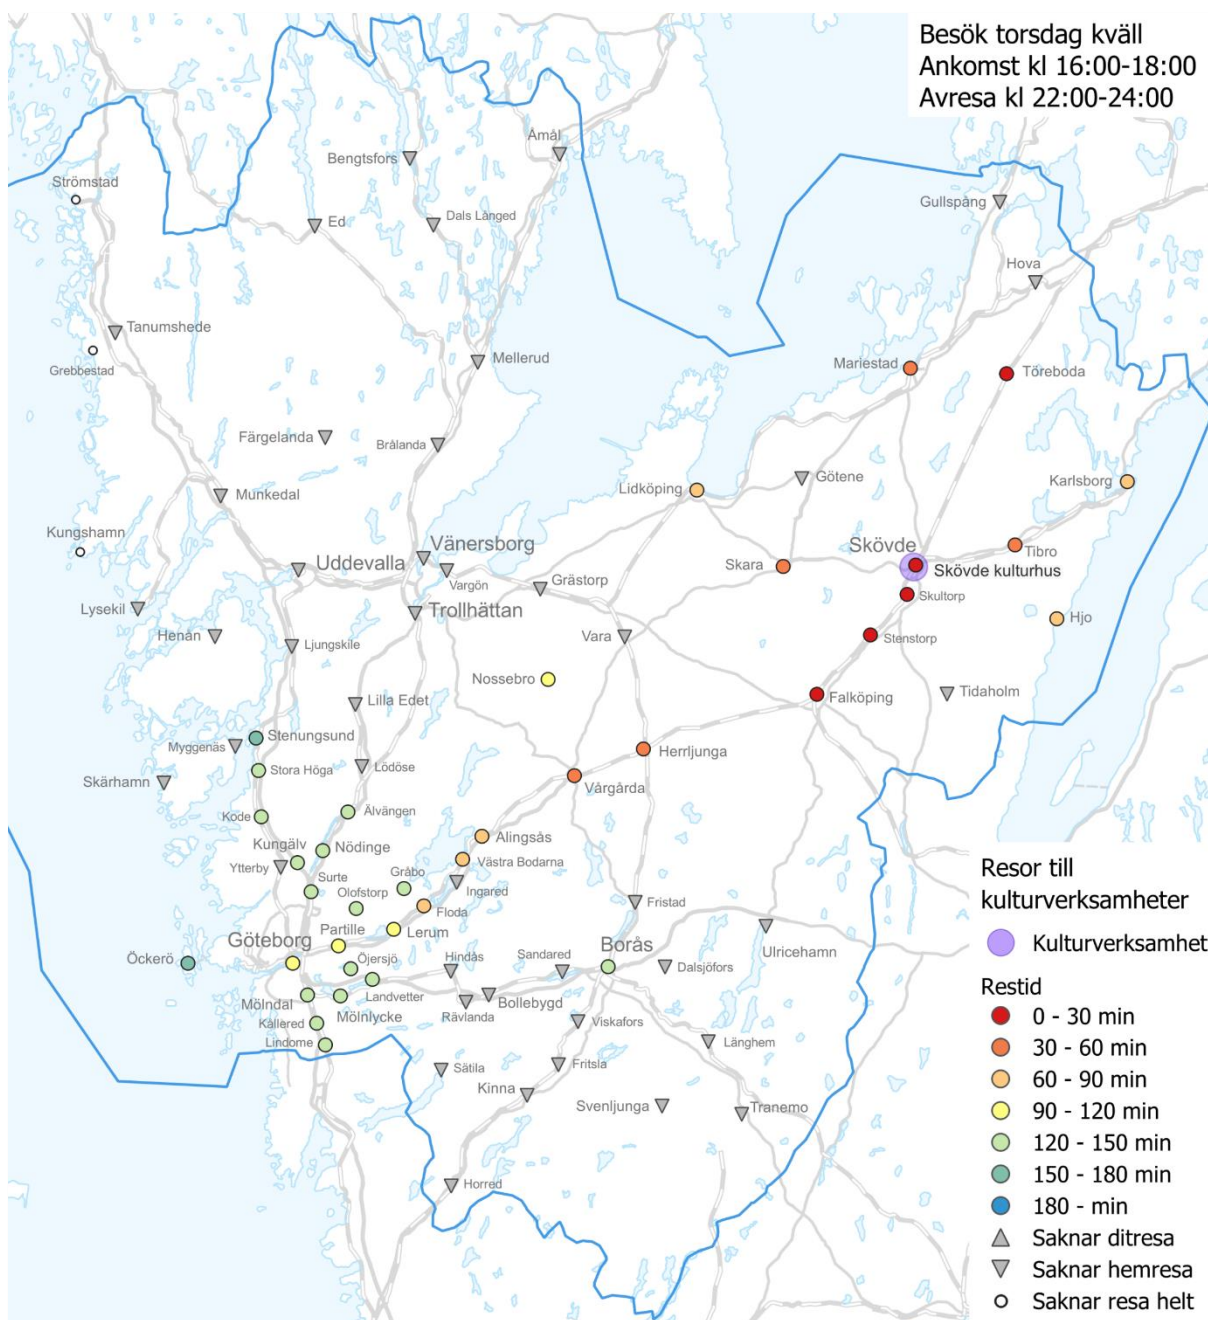 Besök torsdag kväll
Ankomst kl 16:00-18:00
Avresa kl 22:00-24:00
Åmål
Bengtsfors
Strömstad
Gullspång
Dals Långed
Ed
Hova
Tanumshede
Mellerud
Mariestad
Töreboda
Grebbestad
Färgelanda
Brålanda
Götene
Karlsborg
Lidköping
Munkedal
Kungshamn
Vänersborg
Skövde
Tibro
Uddevalla
Skara
Skövde kulturhus
Vargön
Grästorp
Skultorp
Lysekil
Trollhättan
Hjo
Henån
Ljungskile
Vara
Stenstorp
Nossebro
Tidaholm
Lilla Edet
Falköping
Stenungsund
Myggenäs
Herrljunga
Stora Höga
Lödöse
Skärhamn
Vårgårda
Kode
Älvängen
Alingsås
Kungälv
Nödinge
Västra Bodarna
Ytterby
Gråbo
Surte
Ingared
Olofstorp
Fristad
Floda
Partille
Lerum
Göteborg
Borås
Ulricehamn
Öckerö
Öjersjö
Hindås
Sandared
Dalsjöfors
Landvetter
Mölndal
Bollebygd
Mölnlycke
Rävlanda
Kållered
Viskafors
Lindome
Länghem
Sätila
Fritsla
Kinna
Svenljunga
Tranemo
Horred
Resor till
kulturverksamheter
Kulturverksamhet
Restid
0 - 30 min
30 - 60 min
60 - 90 min
90 - 120 min
120 - 150 min
150 - 180 min
180 - min
Saknar ditresa
Saknar hemresa
Saknar resa helt